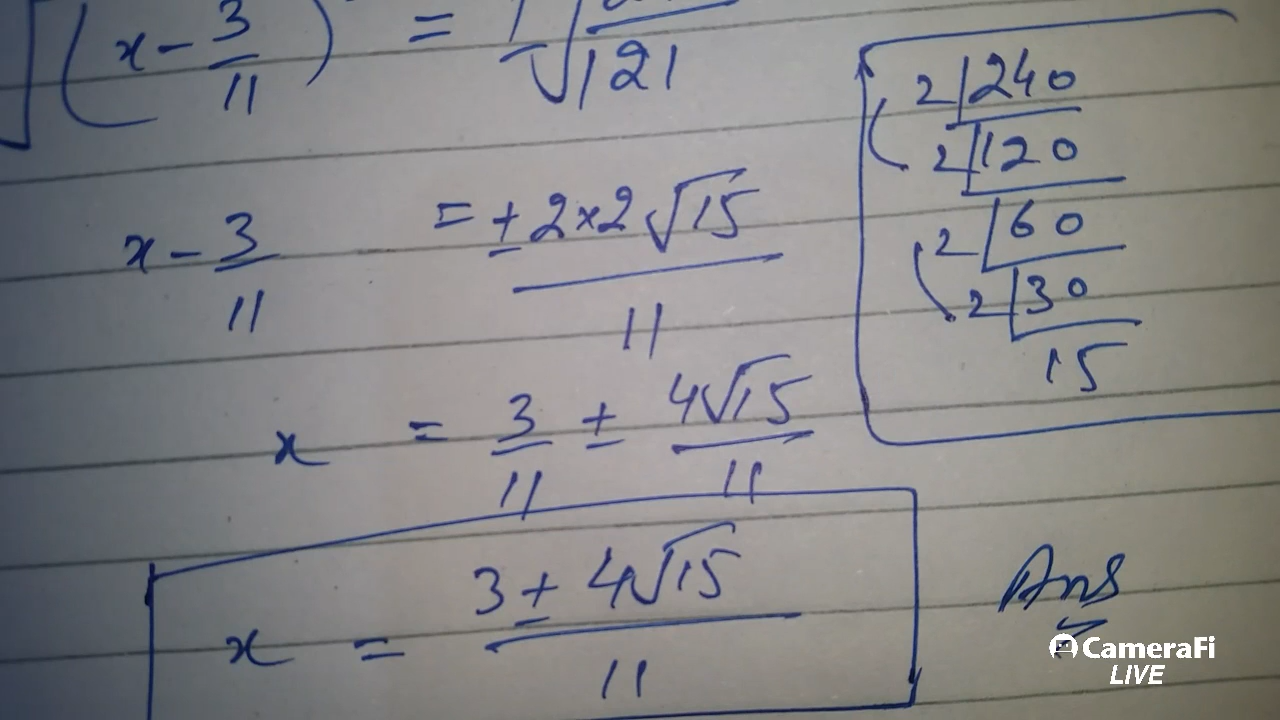 √(x - 3/11) = √ /121
x - 3/11 = ± 2×2√15 / 11
x = 3/11 ± 4√15/11
x = 3 ± 4√15 / 11
Ans
2 | 240
2 | 120
2 | 60
2 | 30
15
CameraFi
LIVE